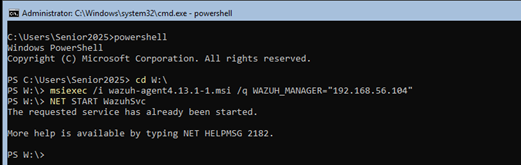 Administrator: C:\Windows\system32\cmd.exe - powershell
C:\Users\Senior2025>powershell
Windows PowerShell
Copyright (C) Microsoft Corporation. All rights reserved.
PS C:\Users\Senior2025> cd W:\
PS W:\> msiexec /i wazuh-agent4.13.1-1.msi /q WAZUH_MANAGER="192.168.56.104"
PS W:\> NET START WazuhSvc
The requested service has already been started.
More help is available by typing NET HELPMSG 2182.
PS W:\>